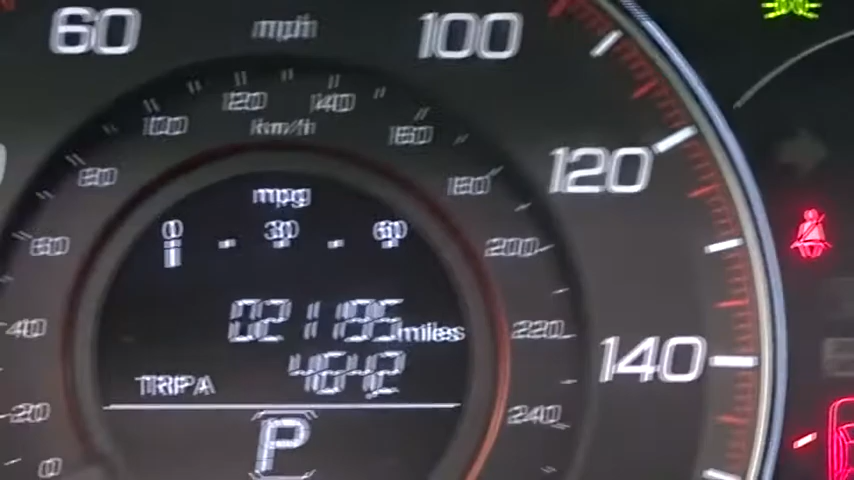 60 mph 100
120 140
100 km/h 160
80 180 120
mpg
0 30 60
60 200
021195 miles
40 220 140
TRIP A 464.2
20 240
P
0